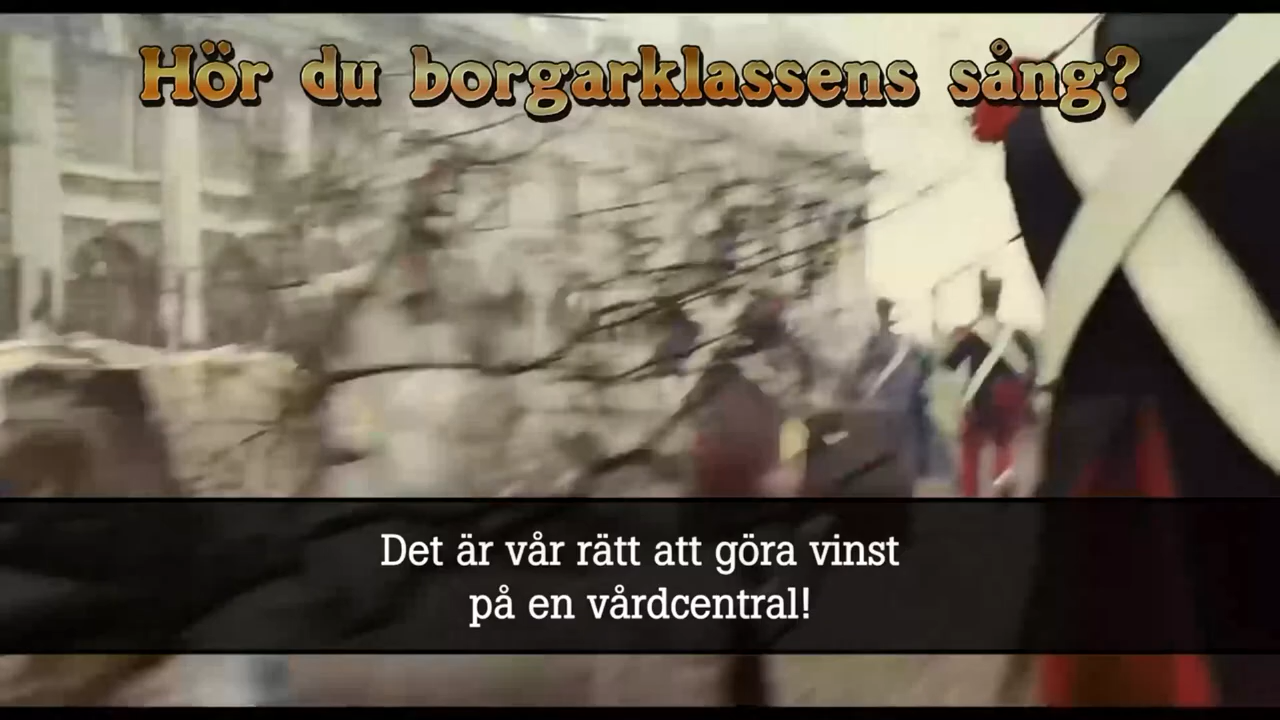 Hör du borgarklassens sång?
Det är vår rätt att göra vinst
på en vårdcentral!